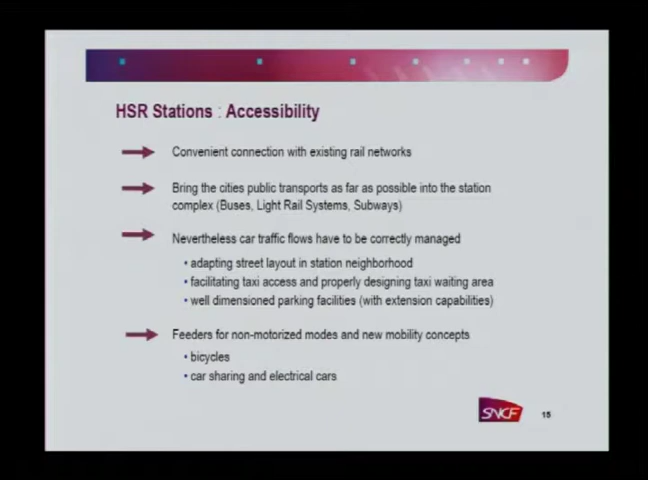 HSR Stations : Accessibility
Convenient connection with existing rail networks
Bring the cities public transports as far as possible into the station
complex (Buses, Light Rail Systems, Subways)
Nevertheless car traffic flows have to be correctly managed
• adapting street layout in station neighborhood
• facilitating taxi access and properly designing taxi waiting area
• well dimensioned parking facilities (with extension capabilities)
Feeders for non-motorized modes and new mobility concepts
• bicycles
• car sharing and electrical cars
SNCF
15